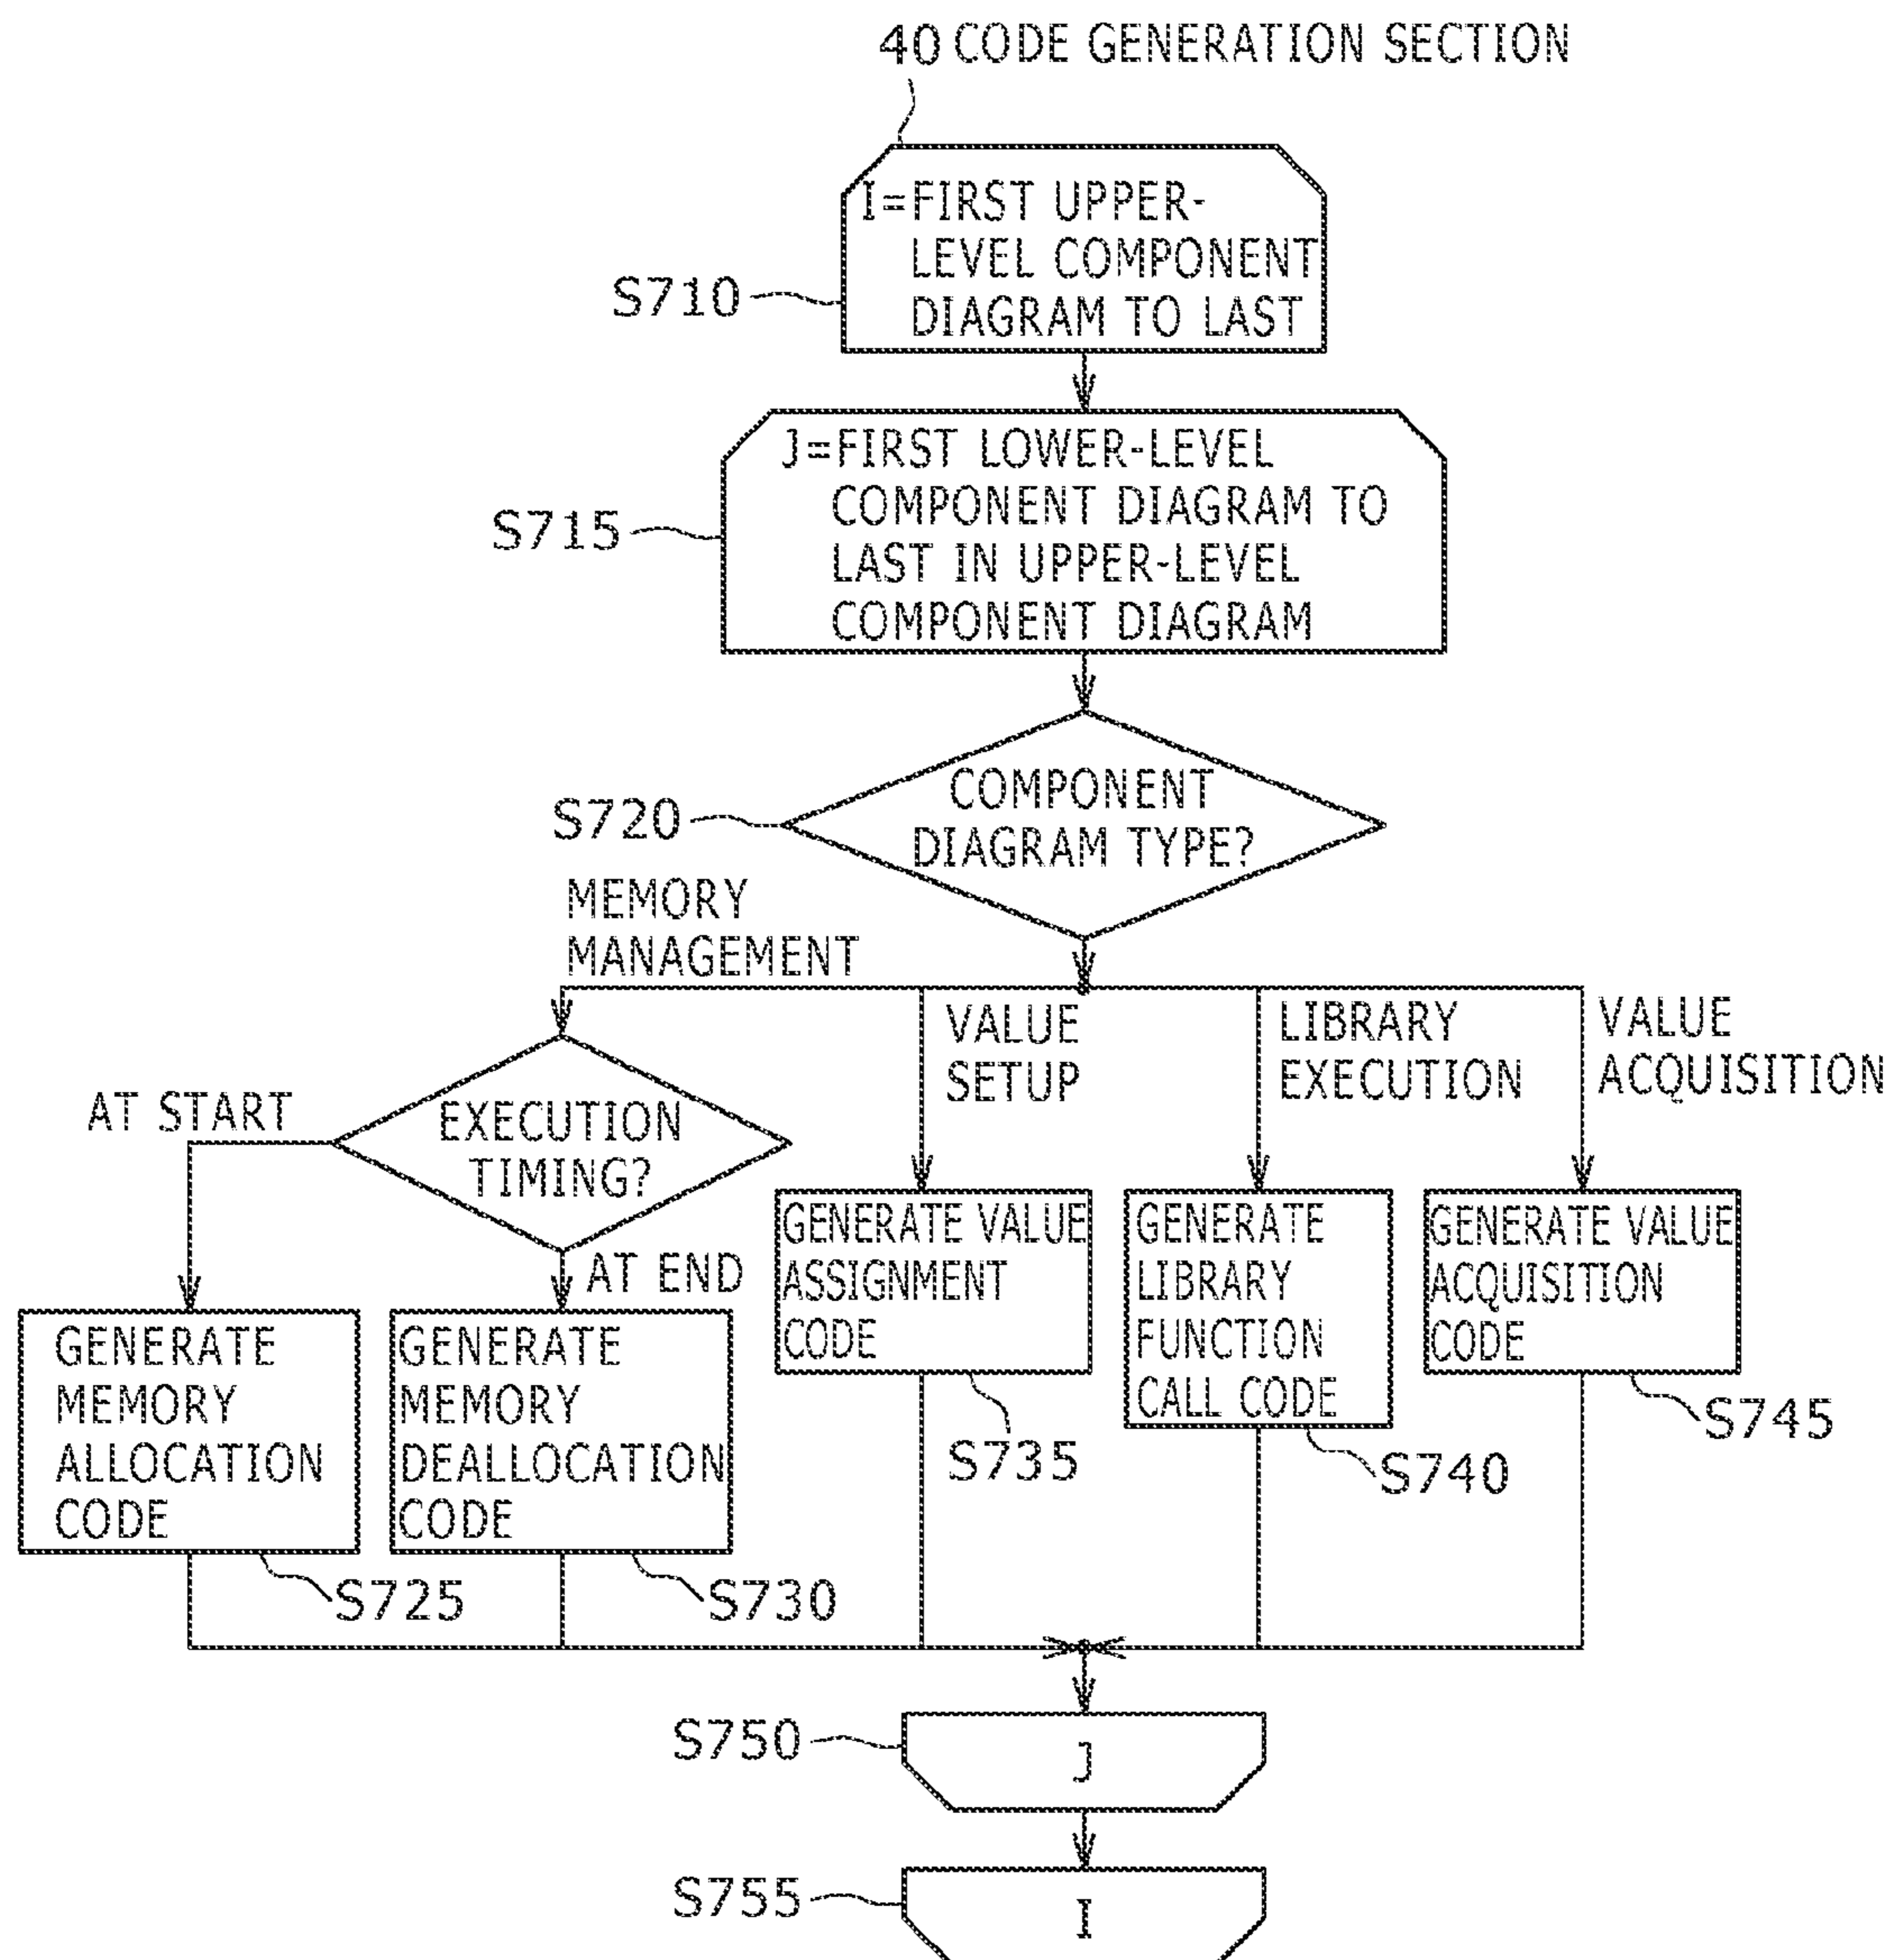 40 CODE GENERATION SECTION
I=FIRST UPPER-
LEVEL COMPONENT
DIAGRAM TO LAST
S710
J=FIRST LOWER-LEVEL
COMPONENT DIAGRAM TO
LAST IN UPPER-LEVEL
COMPONENT DIAGRAM
S715
COMPONENT
DIAGRAM TYPE?
S720
MEMORY
MANAGEMENT
VALUE
SETUP
LIBRARY
EXECUTION
VALUE
ACQUISITION
AT START
EXECUTION
TIMING?
AT END
GENERATE
MEMORY
ALLOCATION
CODE
S725
GENERATE
MEMORY
DEALLOCATION
CODE
S730
GENERATE VALUE
ASSIGNMENT
CODE
S735
GENERATE
LIBRARY
FUNCTION
CALL CODE
S740
GENERATE VALUE
ACQUISITION
CODE
S745
S750
J
S755
I